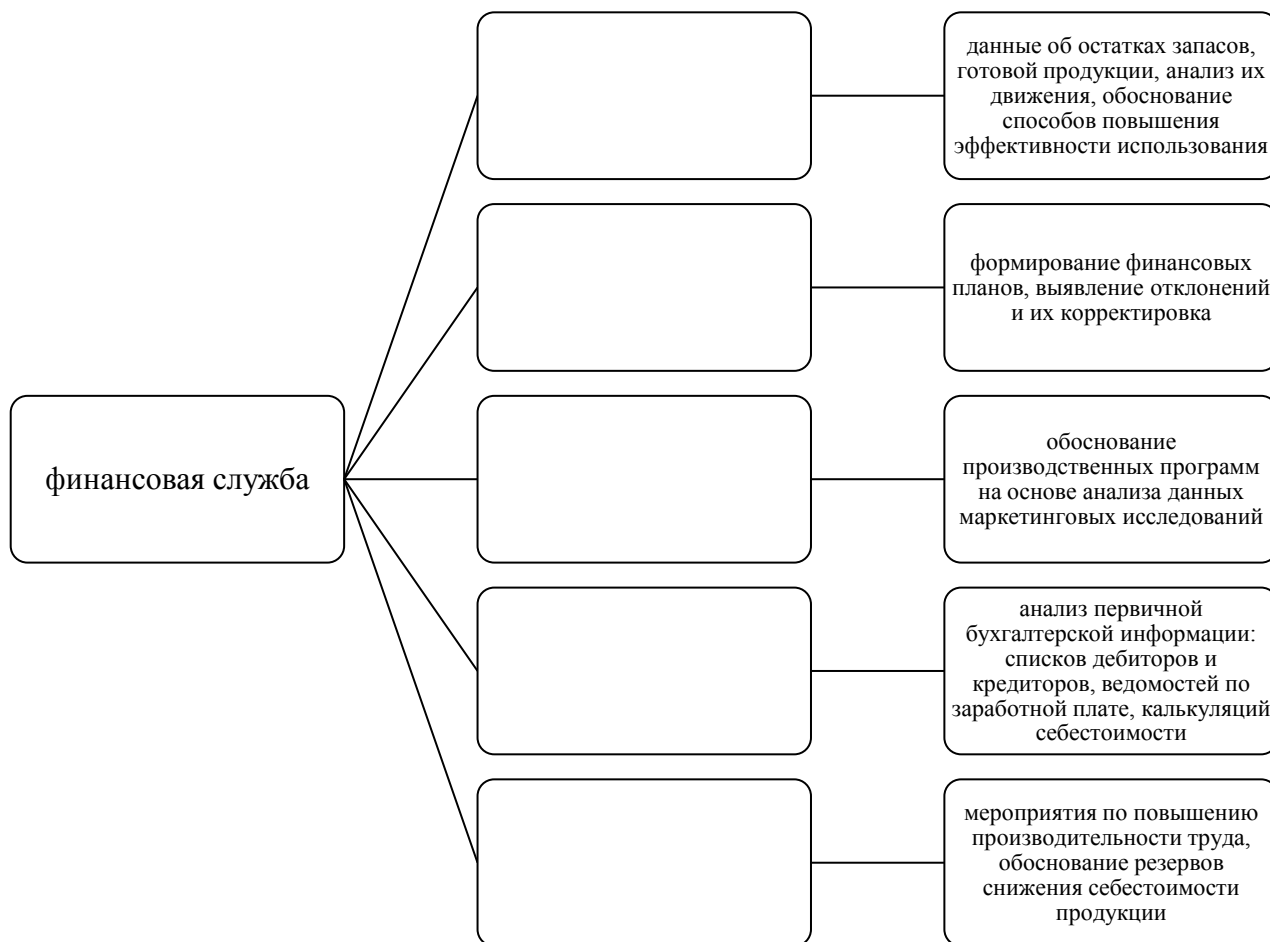 данные об остатках запасов,
готовой продукции, анализ их
движения, обоснование
способов повышения
эффективности использования
формирование финансовых
планов, выявление отклонений
и их корректировка
финансовая служба
обоснование
производственных программ
на основе анализа данных
маркетинговых исследований
анализ первичной
бухгалтерской информации:
списков дебиторов и
кредиторов, ведомостей по
заработной плате, калькуляций
себестоимости
мероприятия по повышению
производительности труда,
обоснование резервов
снижения себестоимости
продукции